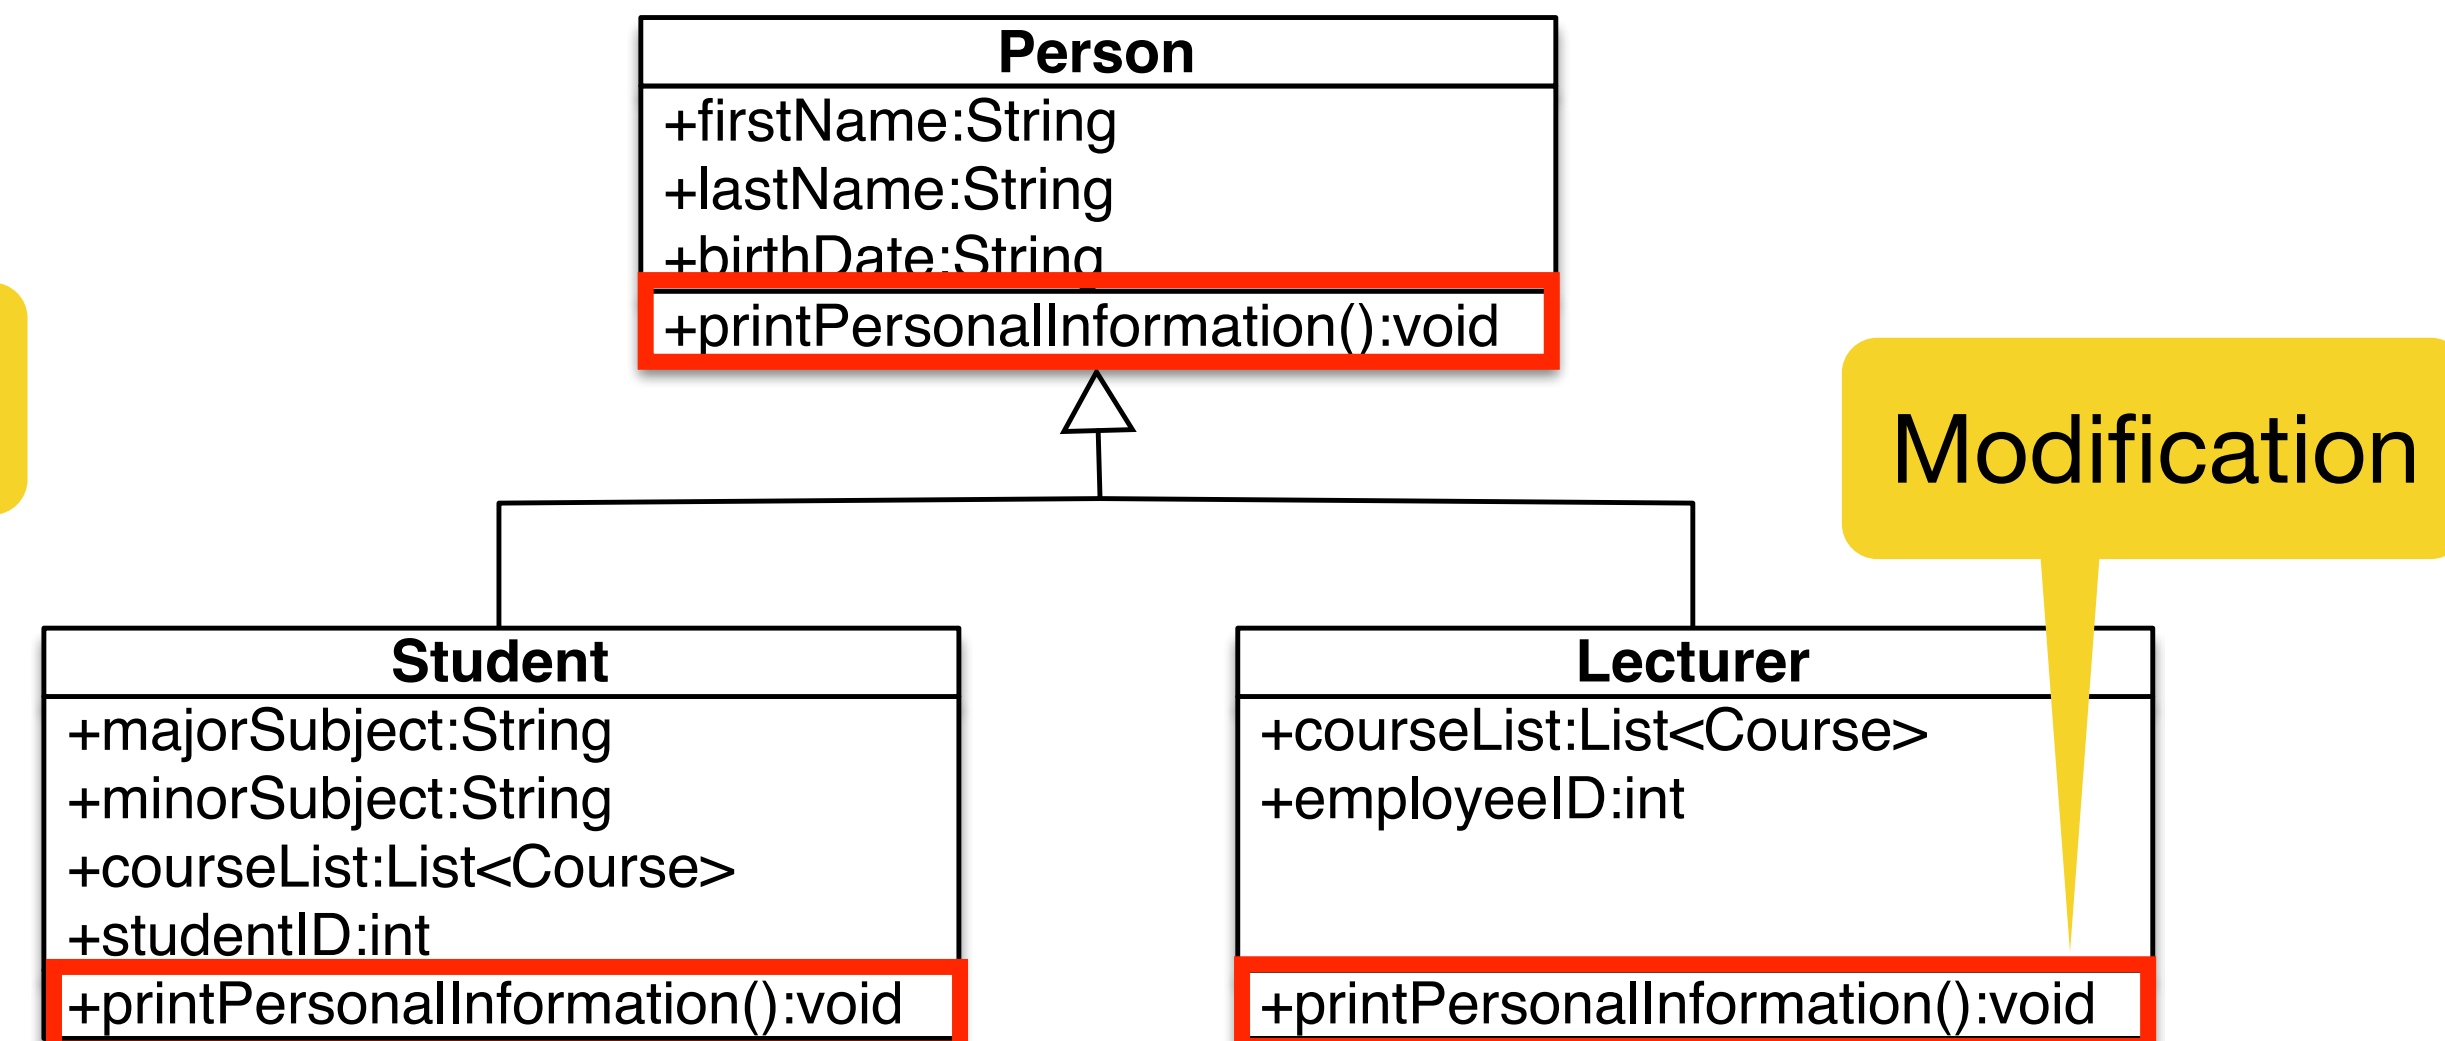 Person
+firstName:String
+lastName:String
+birthDate:String
+printPersonalInformation():void
Modification
Student
+majorSubject:String
+minorSubject:String
+courseList:List<Course>
+studentID:int
+printPersonalInformation():void
Lecturer
+courseList:List<Course>
+employeeID:int
+printPersonalInformation():void